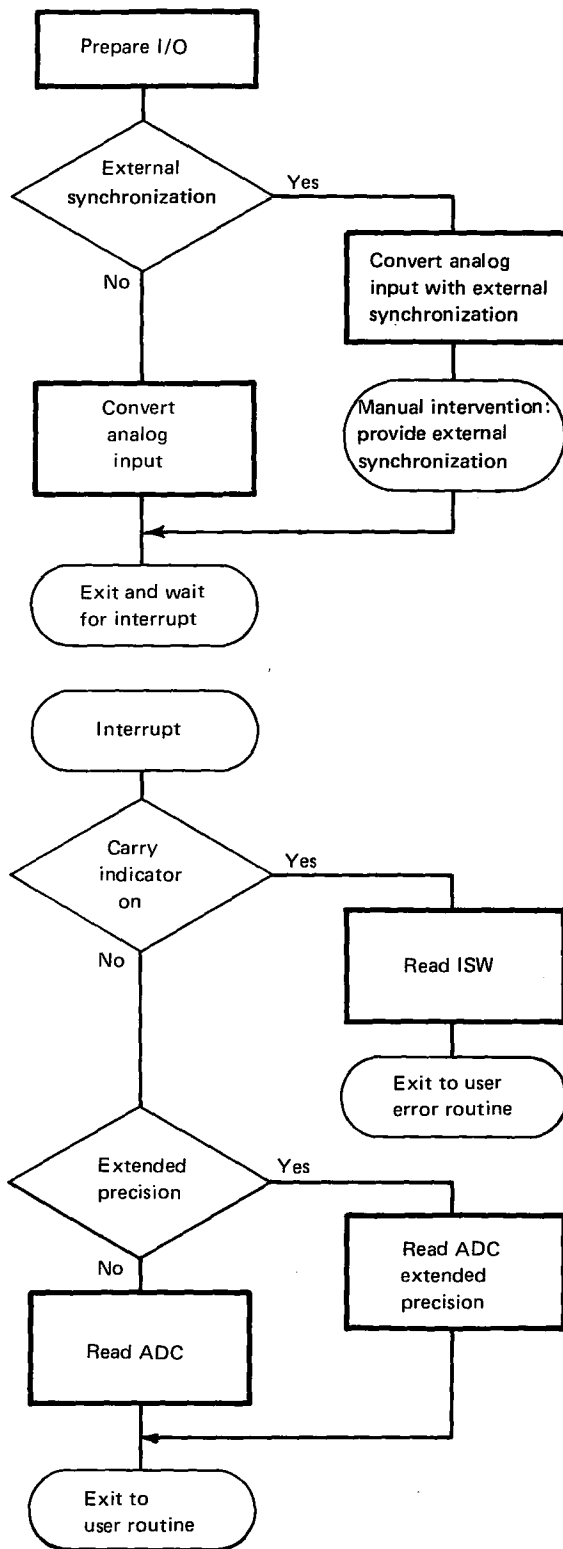 Prepare I/O
External
synchronization
Yes
No
Convert analog
input with external
synchronization
Manual intervention:
provide external
synchronization
Convert
analog
input
Exit and wait
for interrupt
Interrupt
Carry
indicator
on
Yes
No
Read ISW
Exit to user
error routine
Extended
precision
Yes
No
Read ADC
extended
precision
Read ADC
Exit to
user routine